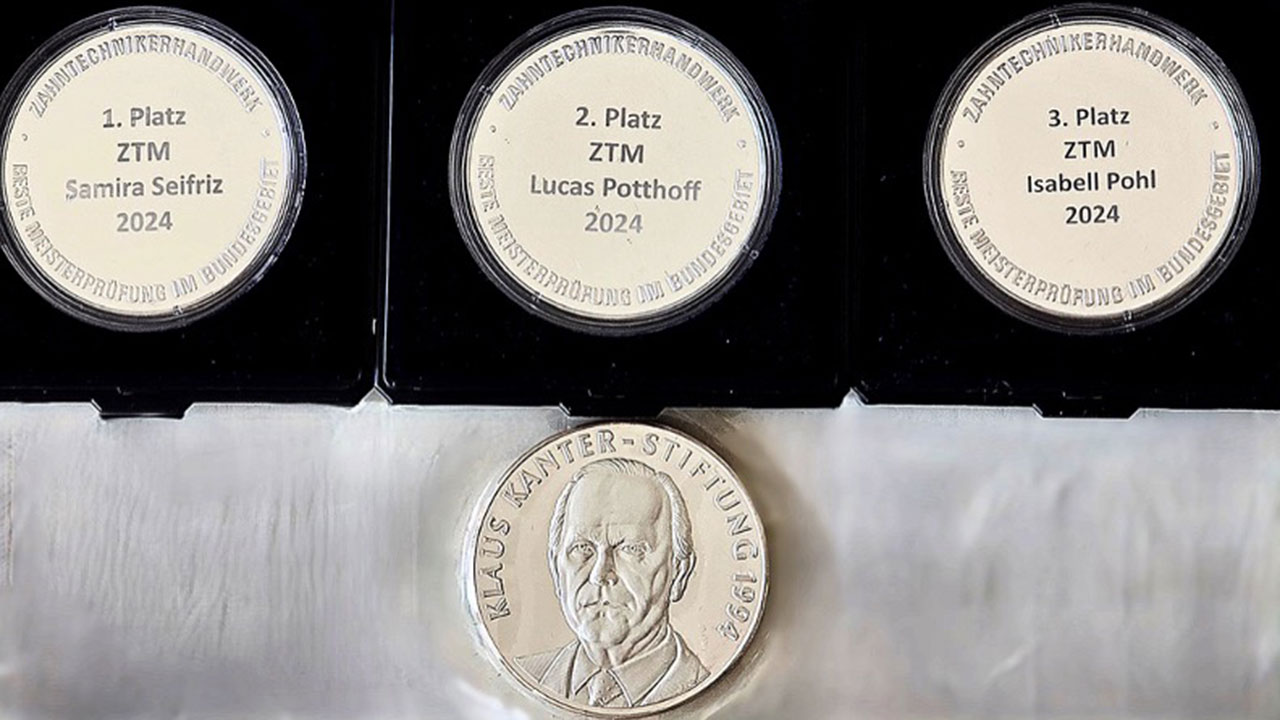 ZAHNTECHNIKERHANDWERK
1. Platz
ZTM
Samira Seifriz
2024
BESTE MEISTERPRÜFUNG IM BUNDESGEBIET
ZAHNTECHNIKERHANDWERK
2. Platz
ZTM
Lucas Potthoff
2024
BESTE MEISTERPRÜFUNG IM BUNDESGEBIET
ZAHNTECHNIKERHANDWERK
3. Platz
ZTM
Isabell Pohl
2024
BESTE MEISTERPRÜFUNG IM BUNDESGEBIET
KLAUS KANTER-STIFTUNG 1994